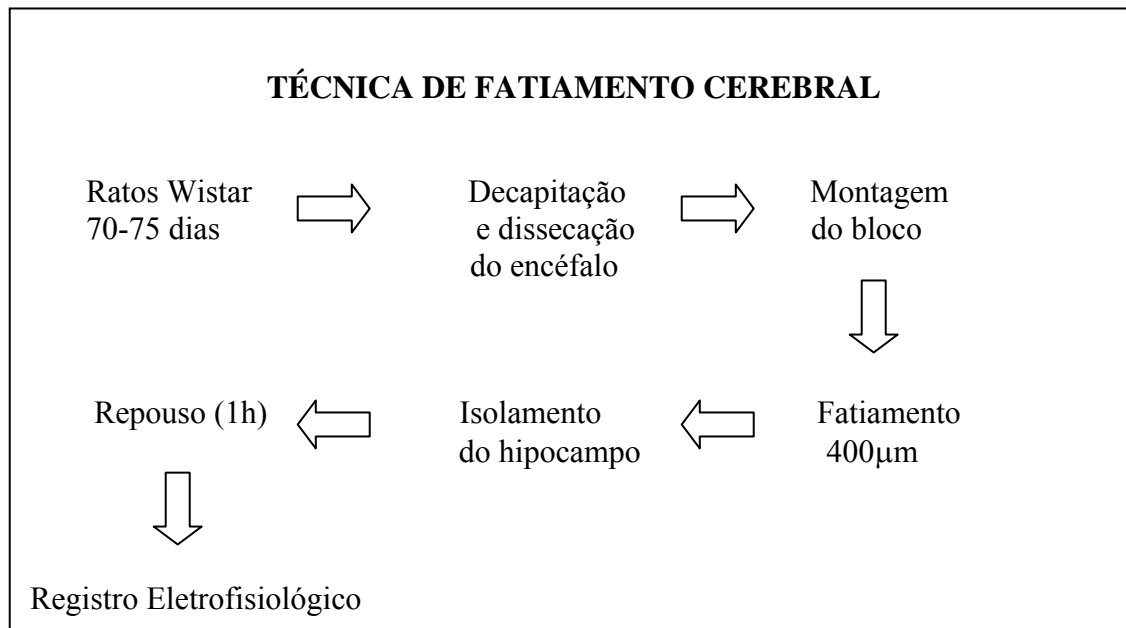 TÉCNICA DE FATIAMENTO CEREBRAL
Ratos Wistar
70-75 dias
Decapitação
e dissecação
do encéfalo
Montagem
do bloco
Fatiamento
400μm
Isolamento
do hipocampo
Repouso (1h)
Registro Eletrofisiológico